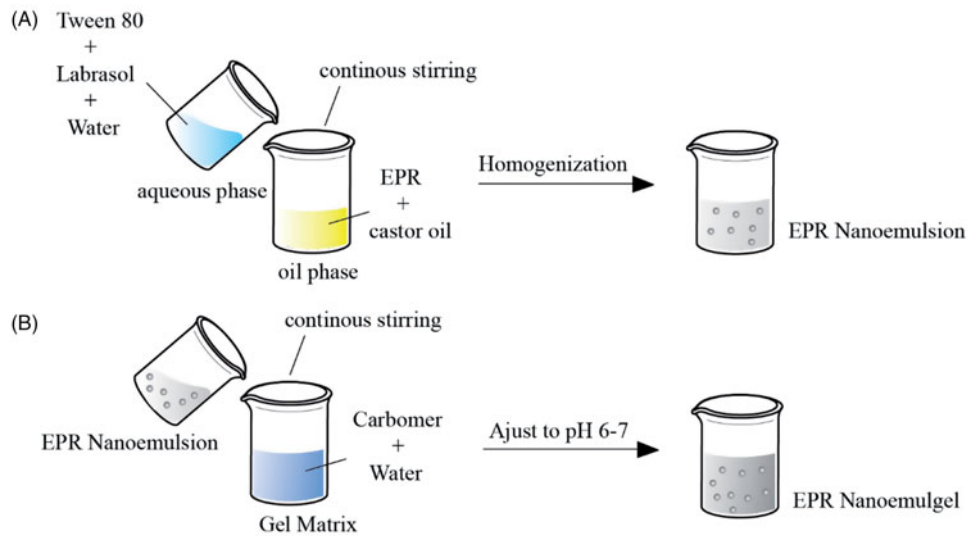 (A)
Tween 80
+
Labrasol
+
Water
continous stirring
aqueous phase
EPR
+
castor oil
oil phase
Homogenization
EPR Nanoemulsion
(B)
continous stirring
EPR Nanoemulsion
Carbomer
+
Water
Gel Matrix
Ajust to pH 6-7
EPR Nanoemulgel